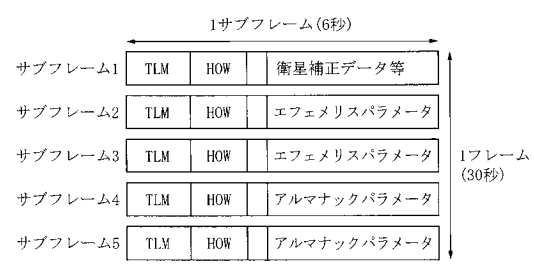 1サブフレーム(6秒)
サブフレーム1 TLM HOW 衛星補正データ等
サブフレーム2 TLM HOW エフェメリスパラメータ
サブフレーム3 TLM HOW エフェメリスパラメータ
1フレーム
(30秒)
サブフレーム4 TLM HOW アルマナックパラメータ
サブフレーム5 TLM HOW アルマナックパラメータ